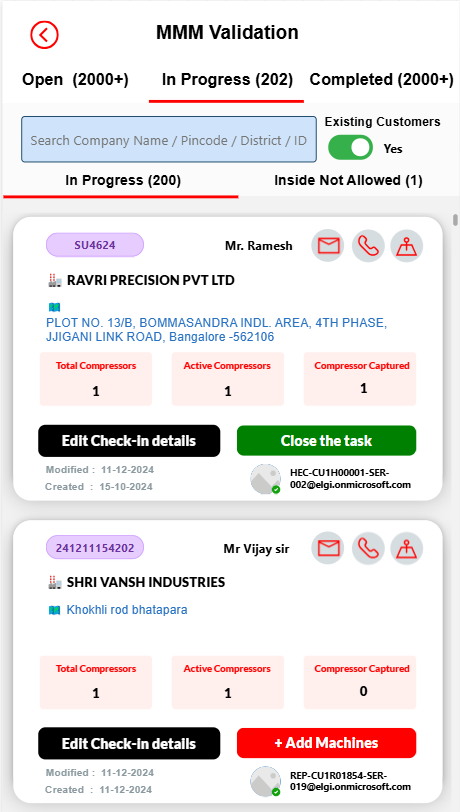 MMM Validation
Open (2000+) In Progress (202) Completed (2000+)
Search Company Name / Pincode / District / ID
Existing Customers
Yes
In Progress (200) Inside Not Allowed (1)
SU4624 Mr. Ramesh
RAVRI PRECISION PVT LTD
PLOT NO. 13/B, BOMMASANDRA INDL. AREA, 4TH PHASE,
JJIGANI LINK ROAD, Bangalore -562106
Total Compressors Active Compressors Compressor Captured
1 1 1
Edit Check-in details Close the task
Modified : 11-12-2024
Created : 15-10-2024
HEC-CU1H00001-SER-
002@elgi.onmicrosoft.com
241211154202 Mr Vijay sir
SHRI VANSH INDUSTRIES
Khokhli rod bhatapara
Total Compressors Active Compressors Compressor Captured
1 1 0
Edit Check-in details + Add Machines
Modified : 11-12-2024
Created : 11-12-2024
REP-CU1R01854-SER-
019@elgi.onmicrosoft.com